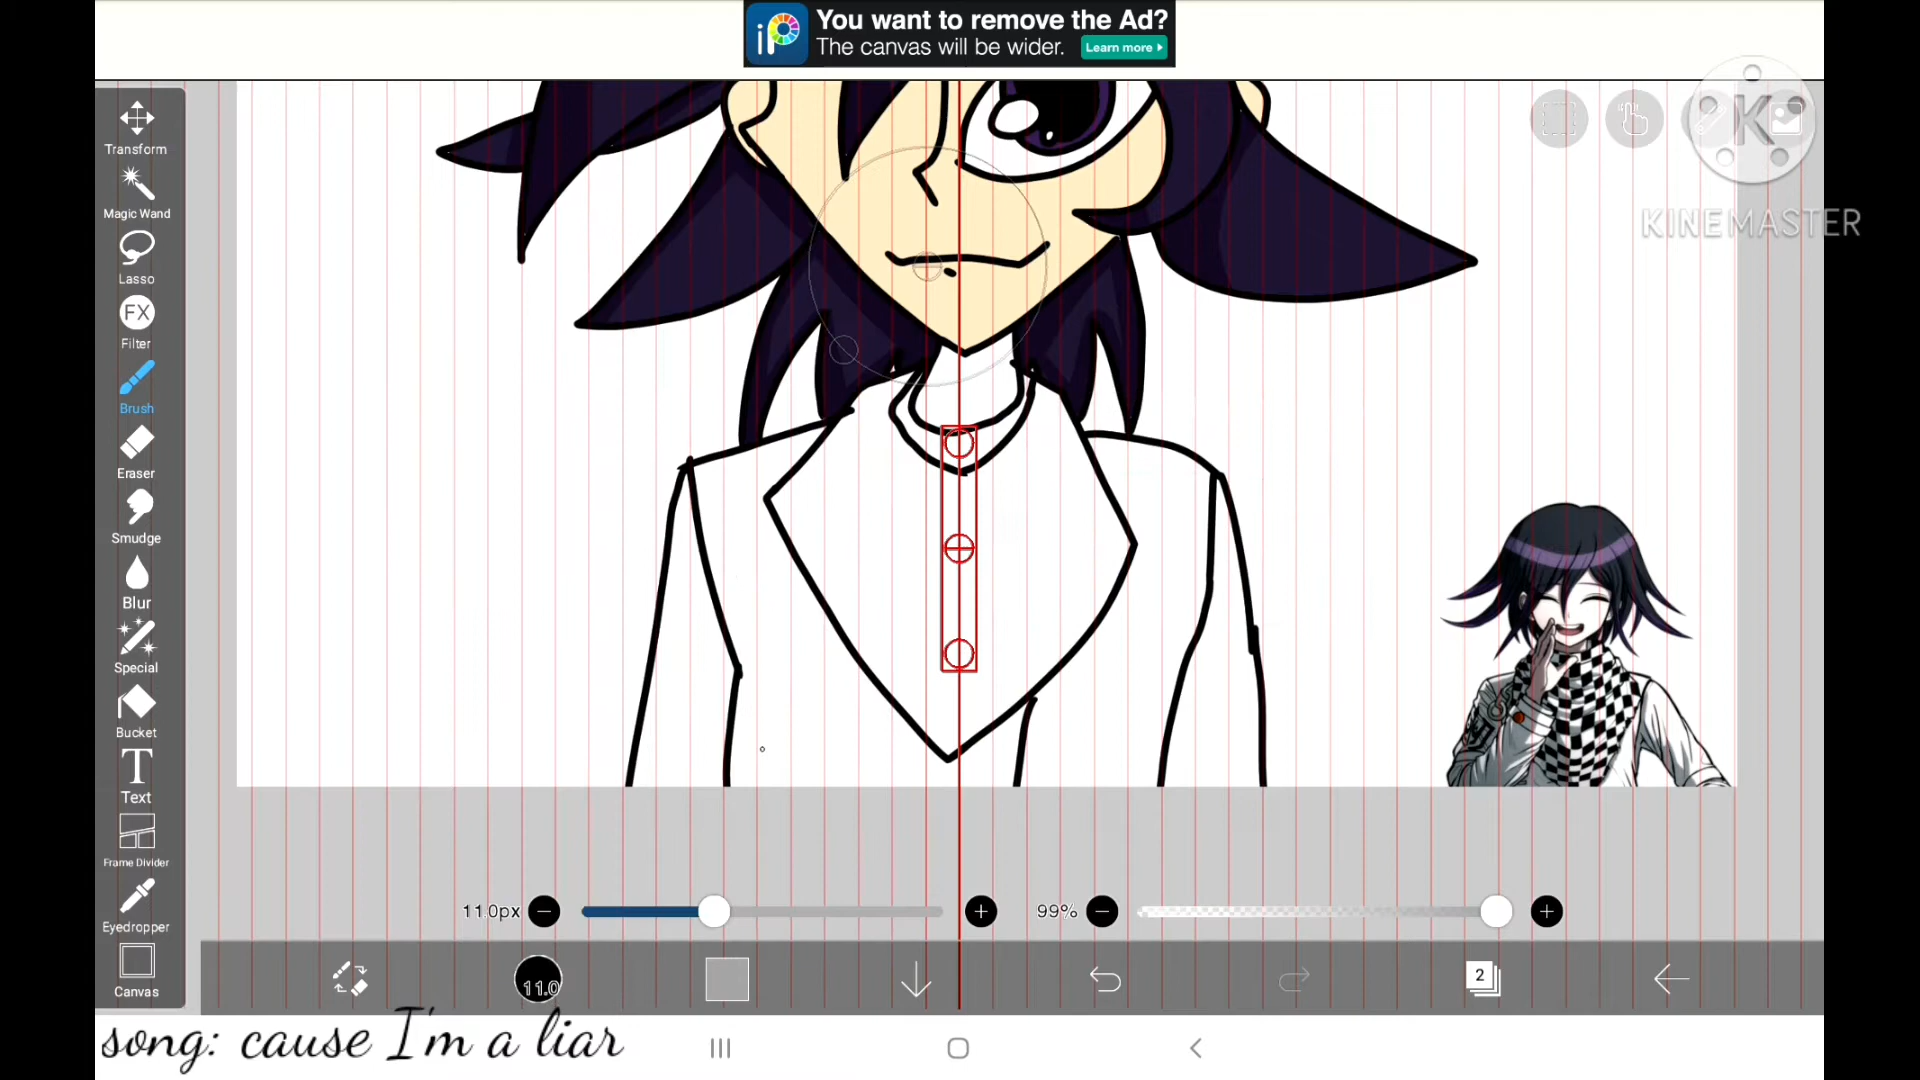 You want to remove the Ad?
The canvas will be wider.
Learn more
iP
K
KINEMASTER
Transform
Magic Wand
Lasso
FX
Filter
Brush
Eraser
Smudge
Blur
Special
Bucket
T
Text
Frame Divider
Eyedropper
Canvas
11.0px
99%
11.0
2
song: cause I'm a liar